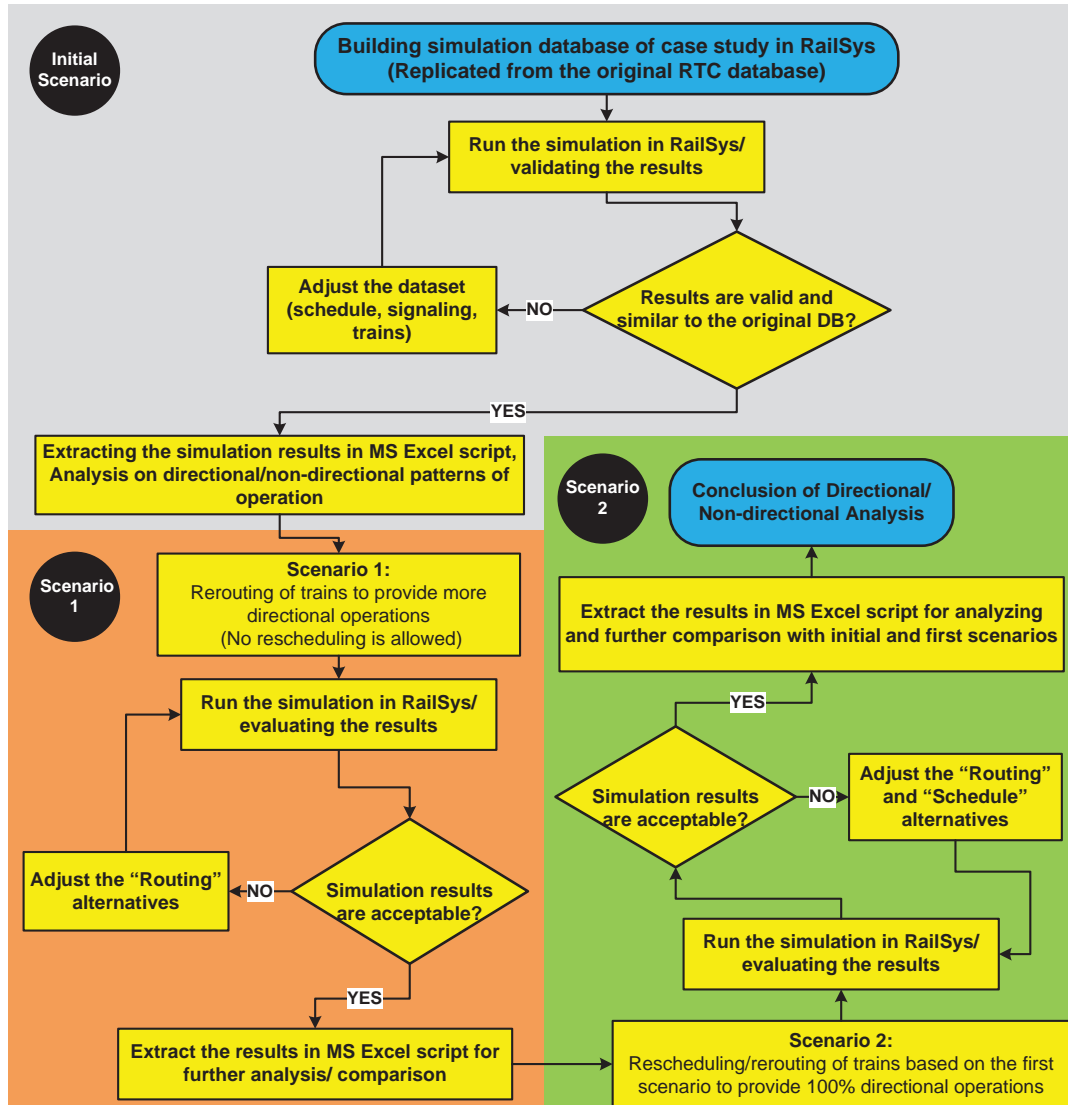 Initial
Scenario
Building simulation database of case study in RailSys
(Replicated from the original RTC database)
Run the simulation in RailSys/
validating the results
Adjust the dataset
(schedule, signaling,
trains)
NO
Results are valid and
similar to the original DB?
YES
Extracting the simulation results in MS Excel script,
Analysis on directional/non-directional patterns of
operation
Scenario
1
Scenario 1:
Rerouting of trains to provide more
directional operations
(No rescheduling is allowed)
Run the simulation in RailSys/
evaluating the results
Adjust the “Routing”
alternatives
NO
Simulation results
are acceptable?
YES
Extract the results in MS Excel script for
further analysis/ comparison
Scenario
2
Conclusion of Directional/
Non-directional Analysis
Extract the results in MS Excel script for analyzing
and further comparison with initial and first scenarios
YES
Simulation results
are acceptable?
NO
Adjust the “Routing”
and “Schedule”
alternatives
Run the simulation in RailSys/
evaluating the results
Scenario 2:
Rescheduling/rerouting of trains based on the first
scenario to provide 100% directional operations